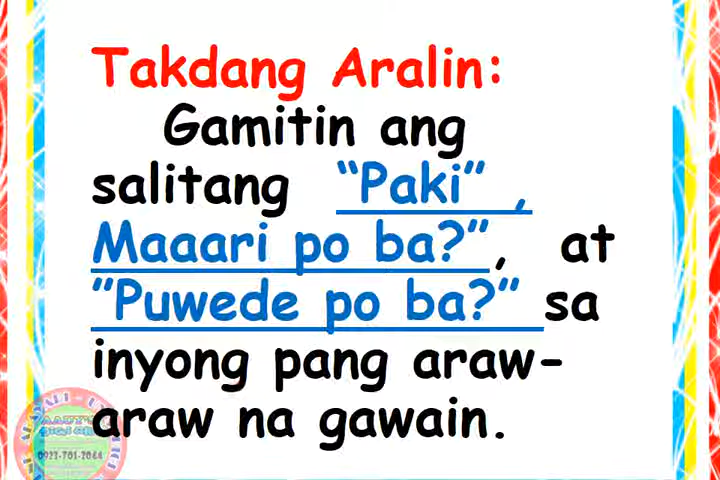 Takdang Aralin:
Gamitin ang
salitang “Paki” ,
Maaari po ba?”, at
”Puwede po ba?” sa
inyong pang araw-
araw na gawain.